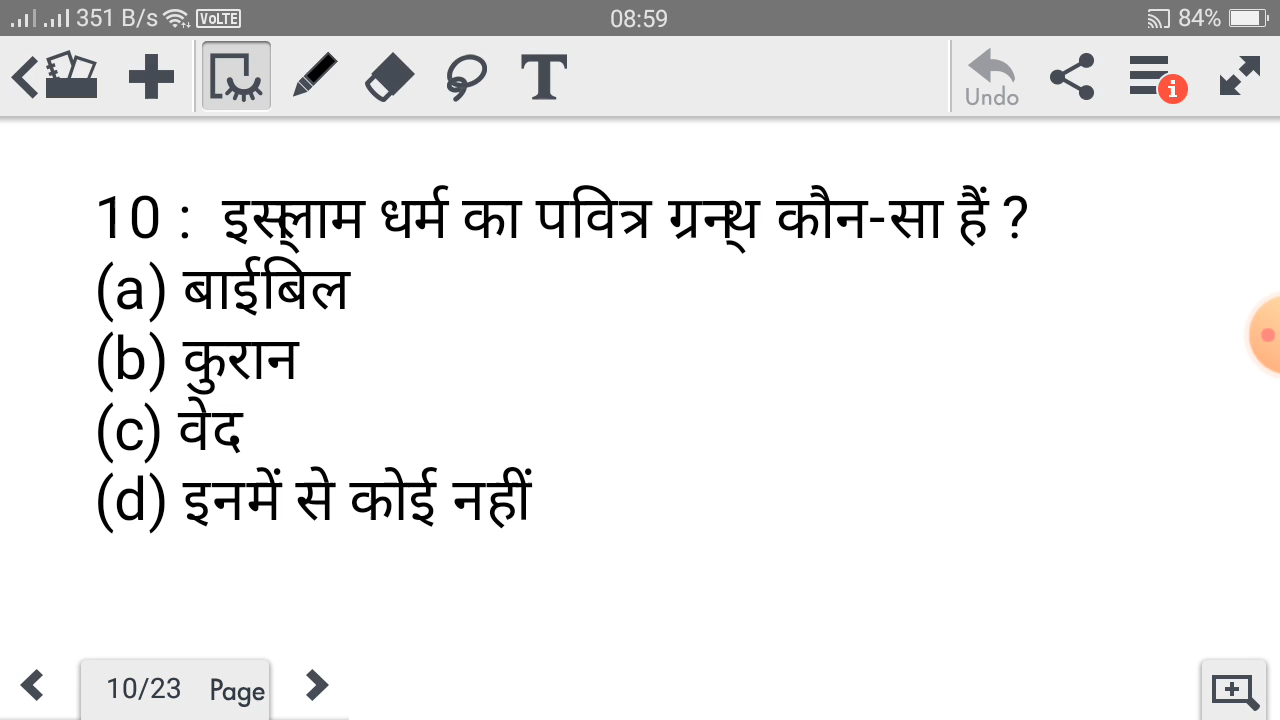 351 B/s VoLTE 08:59 84%
Undo
10 : इस्लाम धर्म का पवित्र ग्रन्थ कौन-सा हैं ?
(a) बाईबिल
(b) कुरान
(c) वेद
(d) इनमें से कोई नहीं
10/23 Page